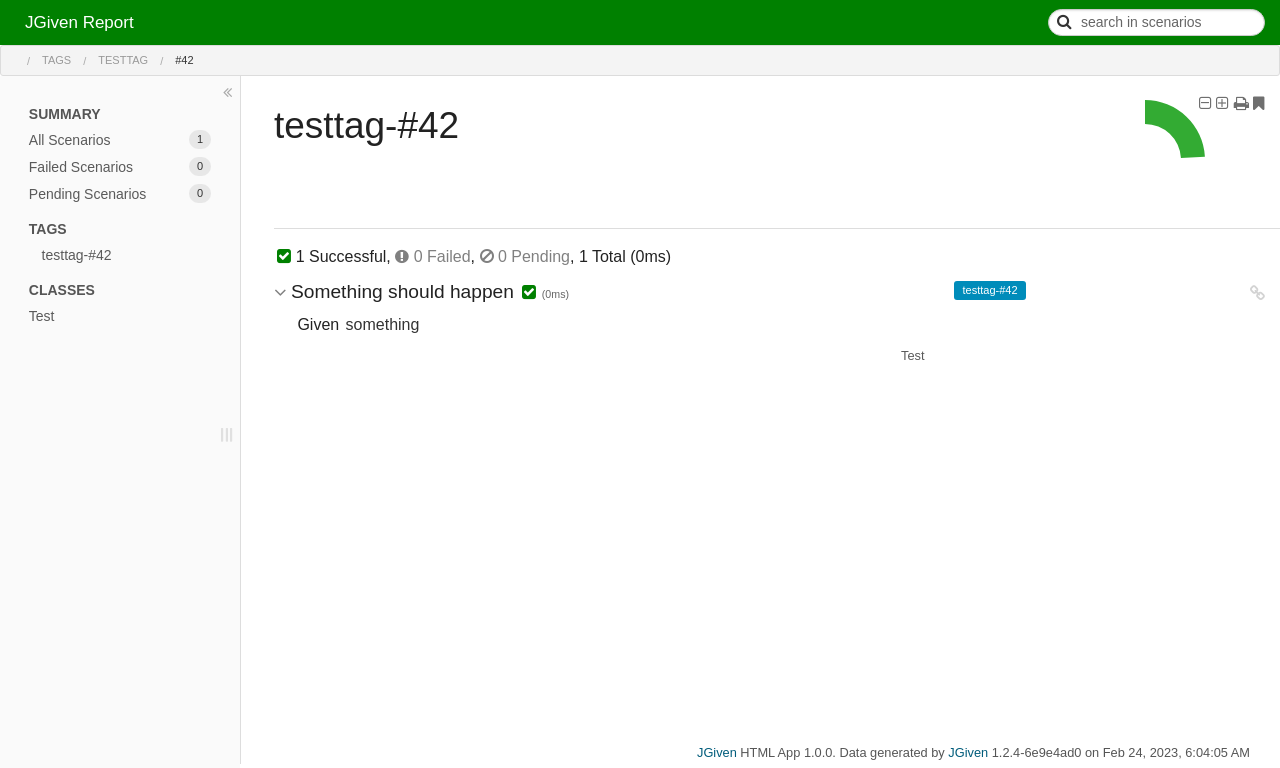 JGiven Report
search in scenarios
/ TAGS / TESTTAG / #42
SUMMARY
All Scenarios 1
Failed Scenarios 0
Pending Scenarios 0
TAGS
testtag-#42
CLASSES
Test
testtag-#42
1 Successful, 0 Failed, 0 Pending, 1 Total (0ms)
Something should happen (0ms) testtag-#42
Given something
Test
JGiven HTML App 1.0.0. Data generated by JGiven 1.2.4-6e9e4ad0 on Feb 24, 2023, 6:04:05 AM